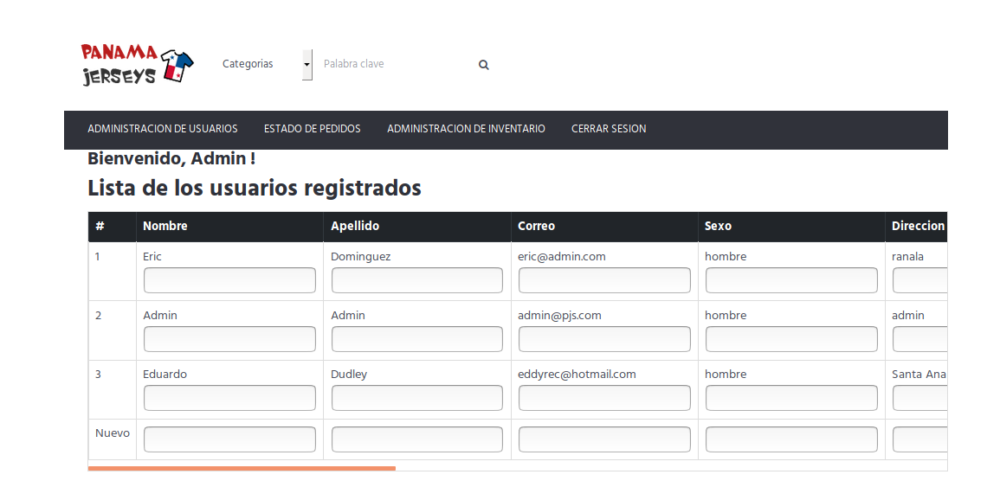 PANAMA
JERSEYS
Categorias Palabra clave
ADMINISTRACION DE USUARIOS ESTADO DE PEDIDOS ADMINISTRACION DE INVENTARIO CERRAR SESION
Bienvenido, Admin !
Lista de los usuarios registrados
# Nombre Apellido Correo Sexo Direccion
1 Eric Dominguez eric@admin.com hombre ranala
2 Admin Admin admin@pjs.com hombre admin
3 Eduardo Dudley eddyrec@hotmail.com hombre Santa Ana
Nuevo